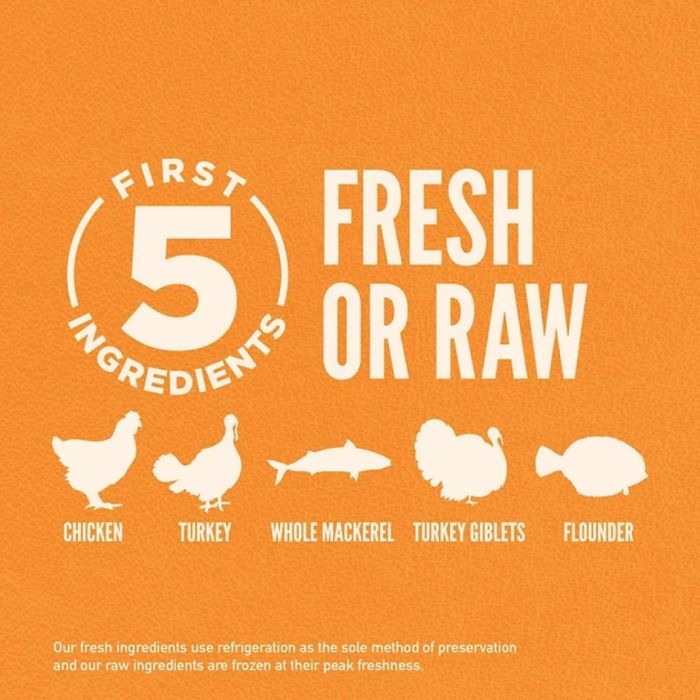 FIRST
5
INGREDIENTS
FRESH
OR RAW
CHICKEN
TURKEY
WHOLE MACKEREL
TURKEY GIBLETS
FLOUNDER
Our fresh ingredients use refrigeration as the sole method of preservation
and our raw ingredients are frozen at their peak freshness.